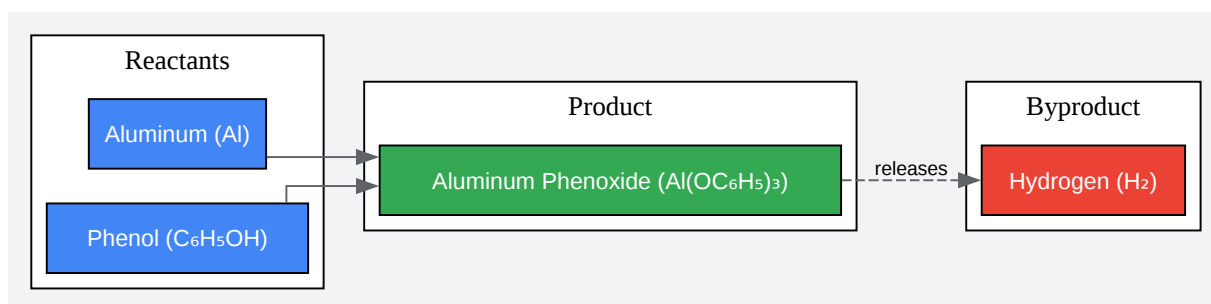 Reactants
Aluminum (Al)
Phenol (C₆H₅OH)
Product
Aluminum Phenoxide (Al(OC₆H₅)₃)
releases
Byproduct
Hydrogen (H₂)